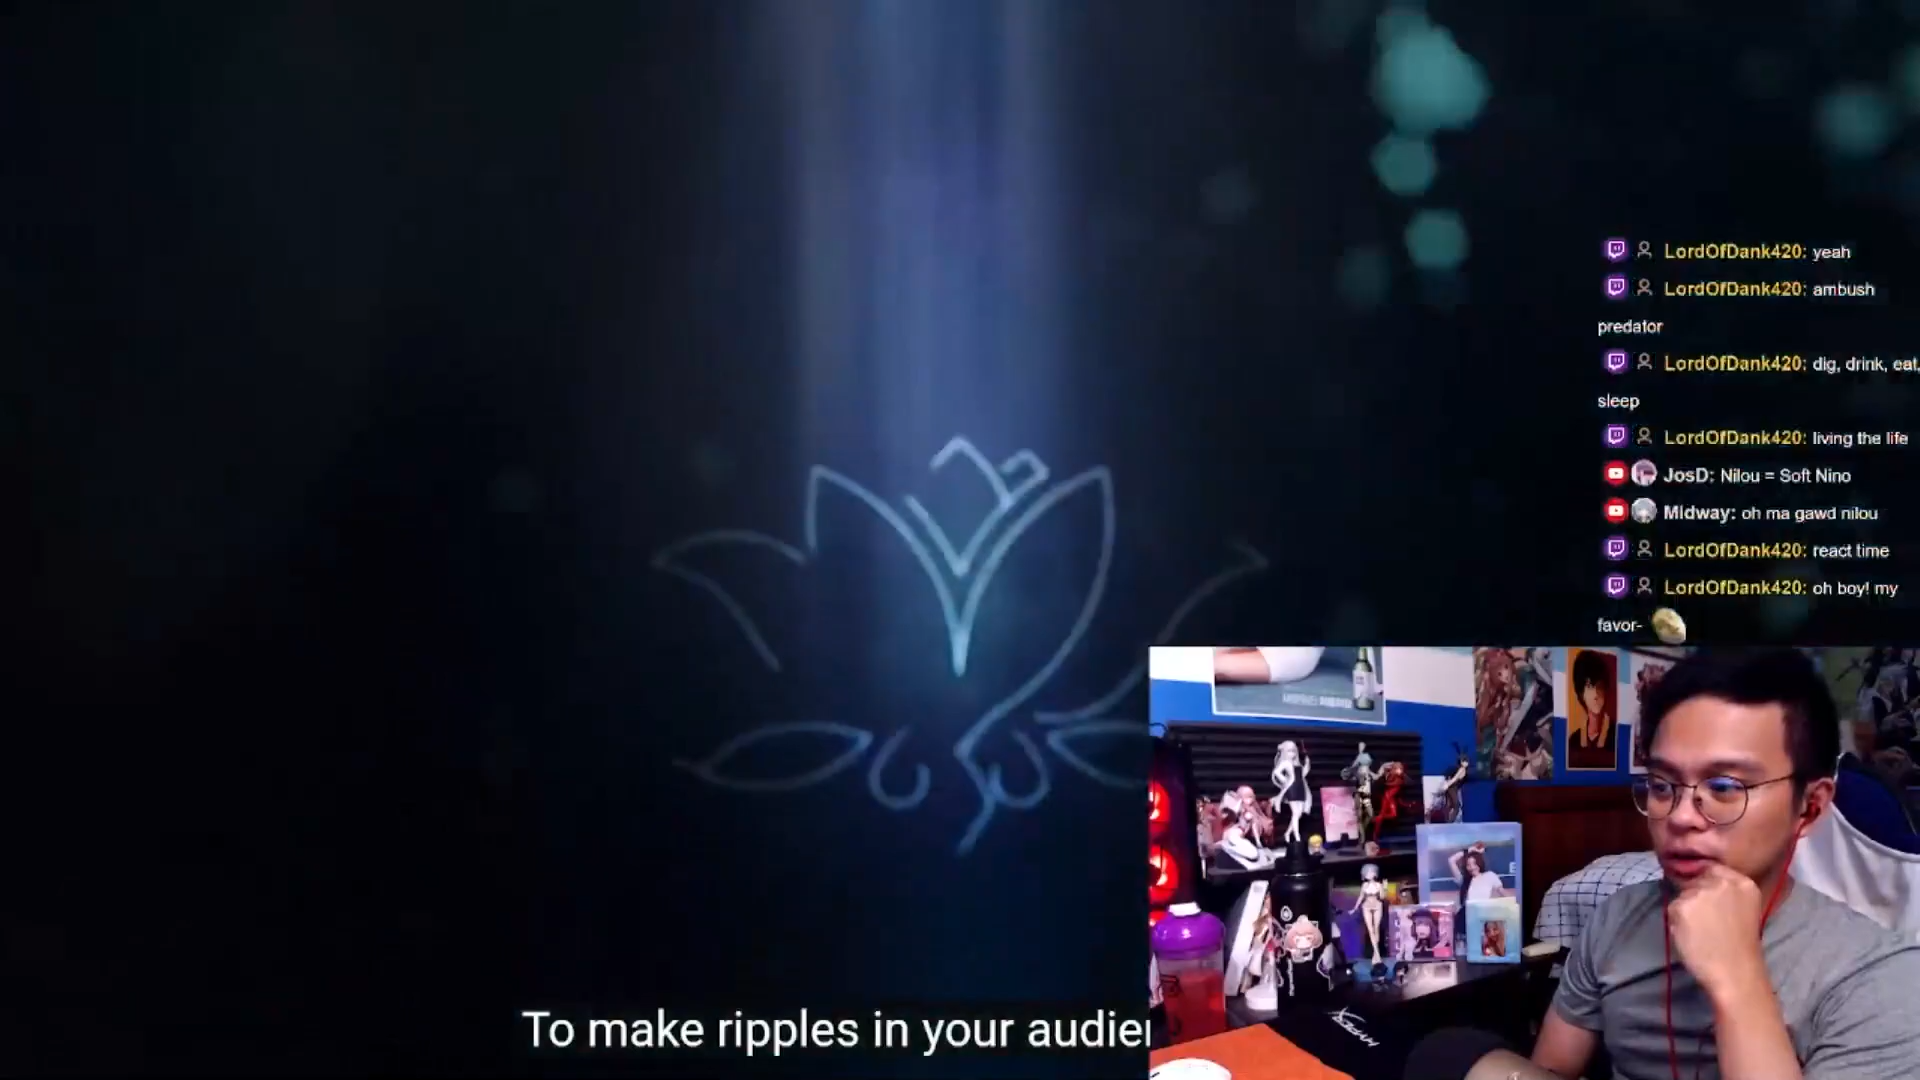 LordOfDank420: yeah
LordOfDank420: ambush
predator
LordOfDank420: dig, drink, eat,
sleep
LordOfDank420: living the life
JosD: Nilou = Soft Nino
Midway: oh ma gawd nilou
LordOfDank420: react time
LordOfDank420: oh boy! my
favor-
To make ripples in your audien